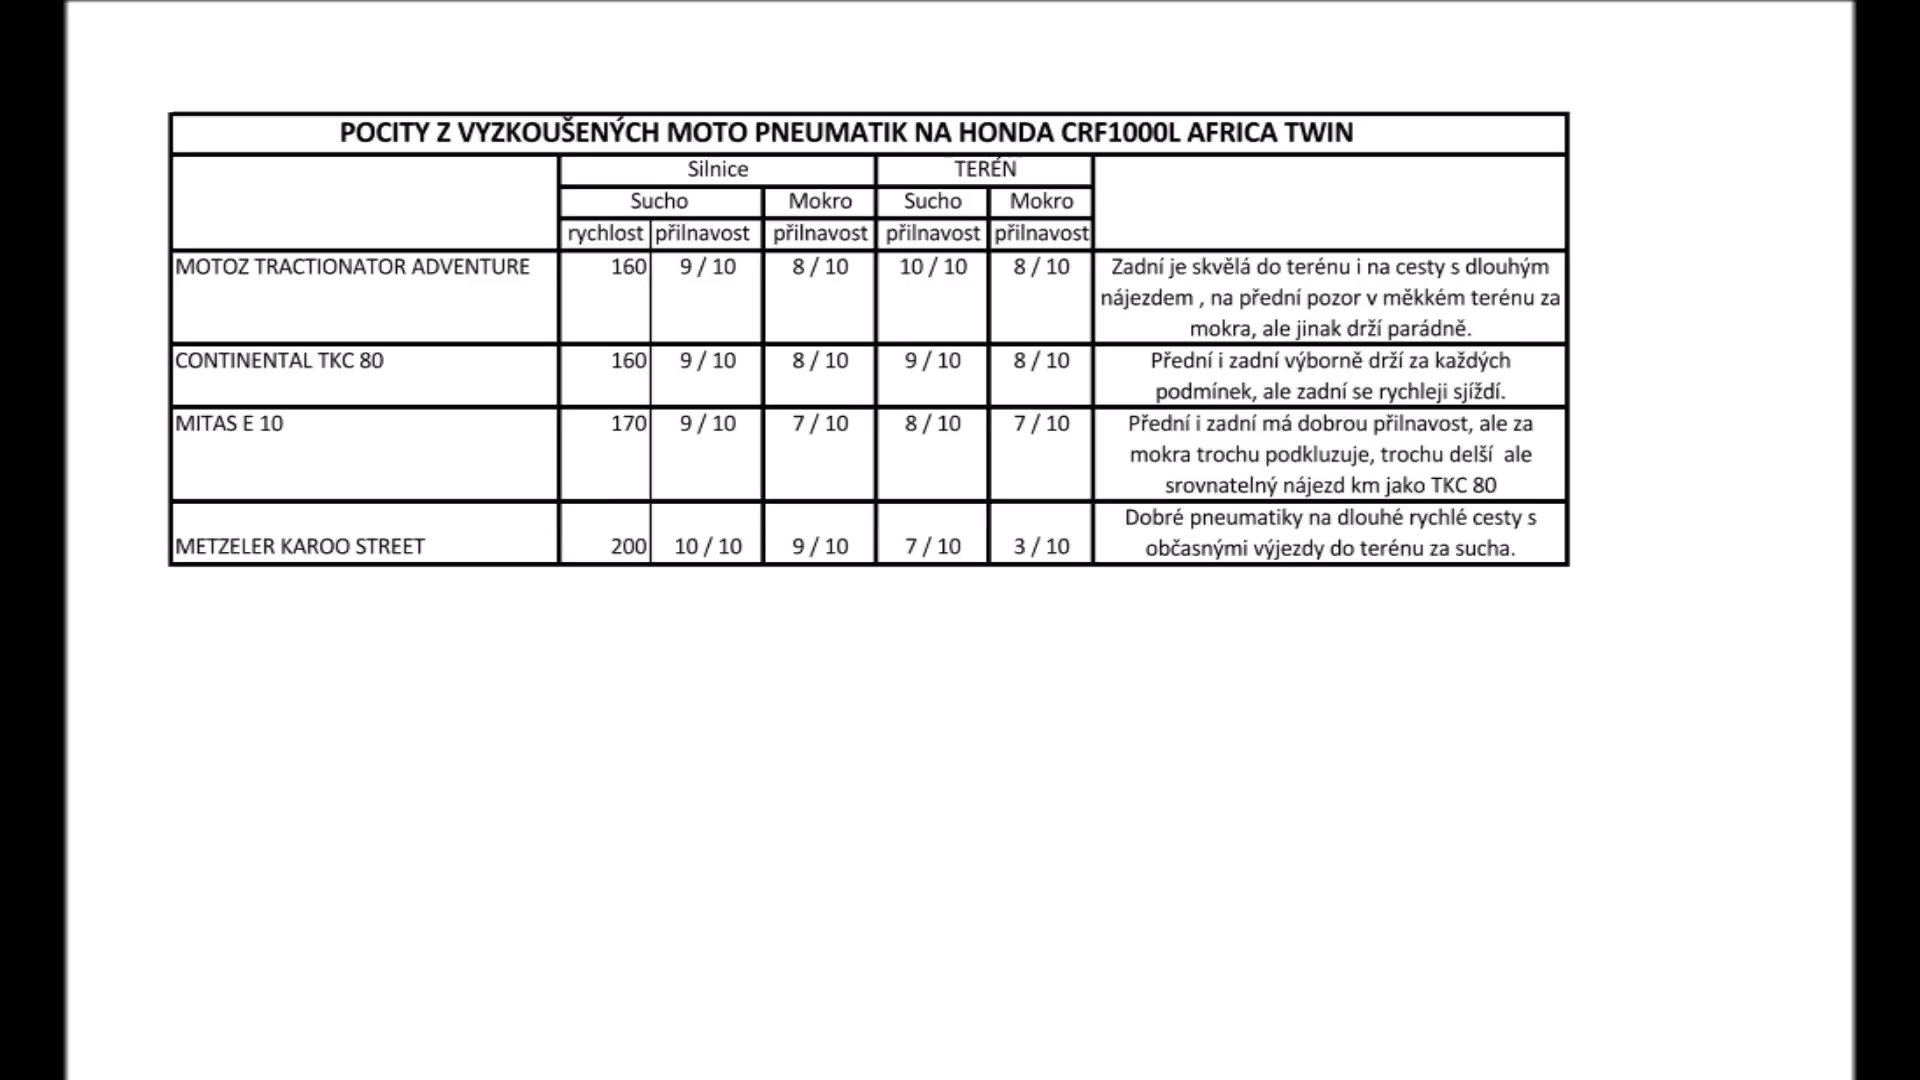 POCITY Z VYZKOUŠENÝCH MOTO PNEUMATIK NA HONDA CRF1000L AFRICA TWIN
Silnice TERÉN
Sucho Mokro Sucho Mokro
rychlost přilnavost přilnavost přilnavost přilnavost
MOTOZ TRACTIONATOR ADVENTURE 160 9 / 10 8 / 10 10 / 10 8 / 10 Zadní je skvělá do terénu i na cesty s dlouhým
nájezdem , na přední pozor v měkkém terénu za
mokra, ale jinak drží parádně.
CONTINENTAL TKC 80 160 9 / 10 8 / 10 9 / 10 8 / 10 Přední i zadní výborně drží za každých
podmínek, ale zadní se rychleji sjíždí.
MITAS E 10 170 9 / 10 7 / 10 8 / 10 7 / 10 Přední i zadní má dobrou přilnavost, ale za
mokra trochu podkluzuje, trochu delší ale
srovnatelný nájezd km jako TKC 80
Dobré pneumatiky na dlouhé rychlé cesty s
METZELER KAROO STREET 200 10 / 10 9 / 10 7 / 10 3 / 10 občasnými výjezdy do terénu za sucha.